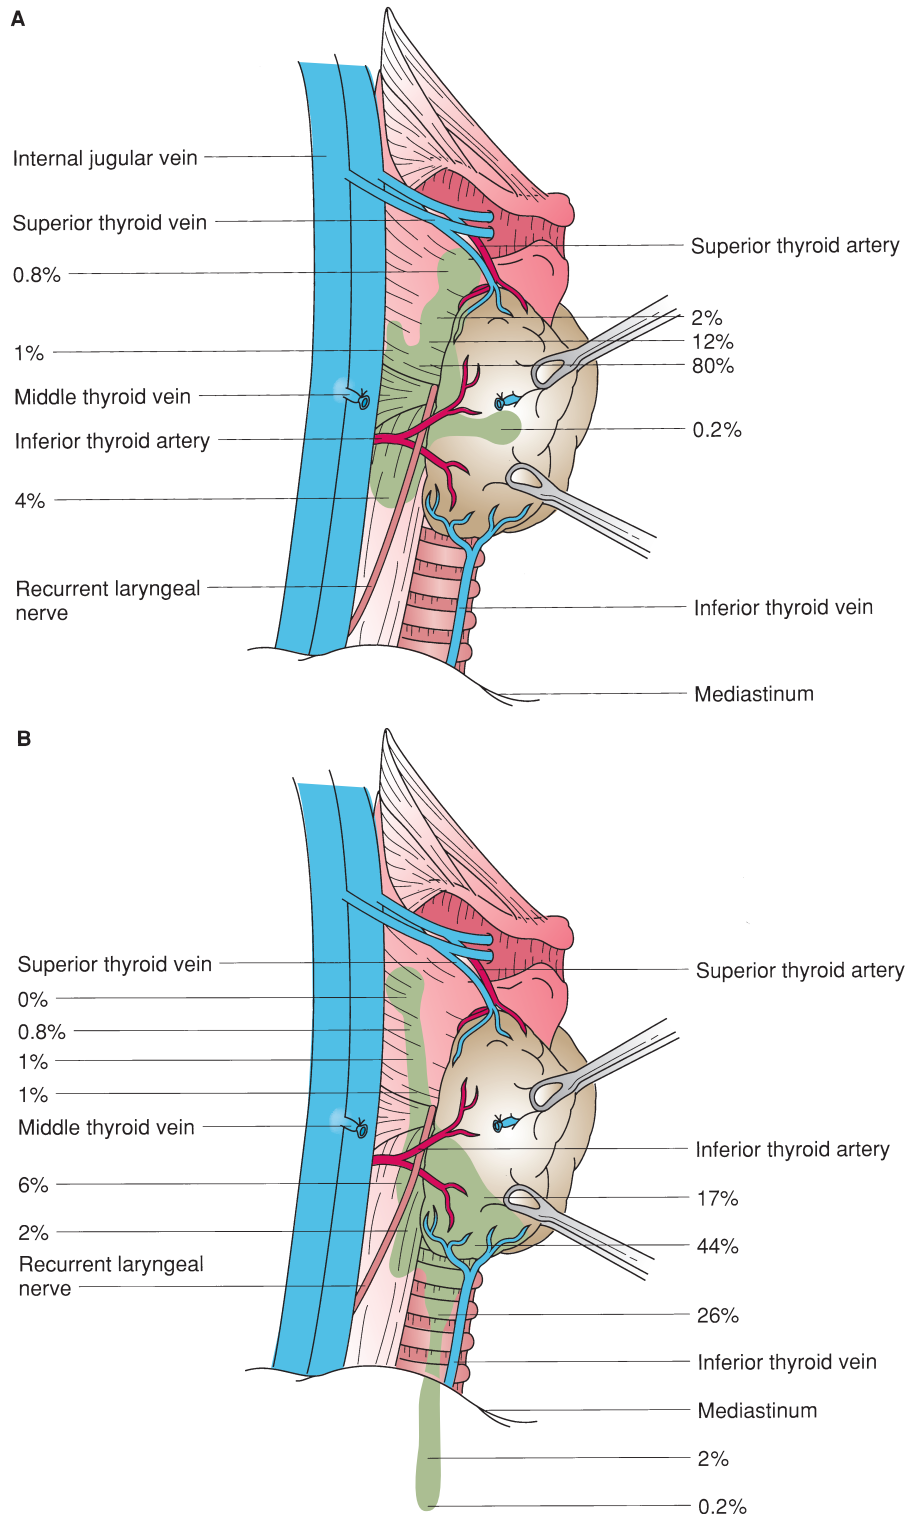 A
Internal jugular vein
Superior thyroid vein
Superior thyroid artery
0.8%
2%
12%
1%
80%
Middle thyroid vein
0.2%
Inferior thyroid artery
4%
Recurrent laryngeal
nerve
Inferior thyroid vein
Mediastinum
B
Superior thyroid vein
Superior thyroid artery
0%
0.8%
1%
1%
Middle thyroid vein
Inferior thyroid artery
6%
17%
2%
44%
Recurrent laryngeal
nerve
26%
Inferior thyroid vein
Mediastinum
2%
0.2%